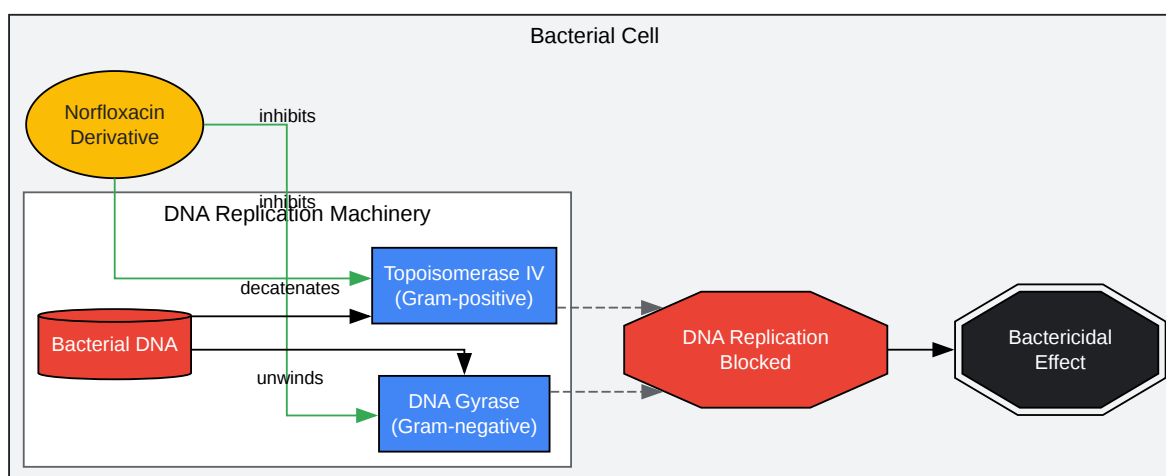 Bacterial Cell
Norfloxacin
Derivative
inhibits
inhibits
DNA Replication Machinery
Topoisomerase IV
(Gram-positive)
decatenates
Bacterial DNA
unwinds
DNA Gyrase
(Gram-negative)
DNA Replication
Blocked
Bactericidal
Effect